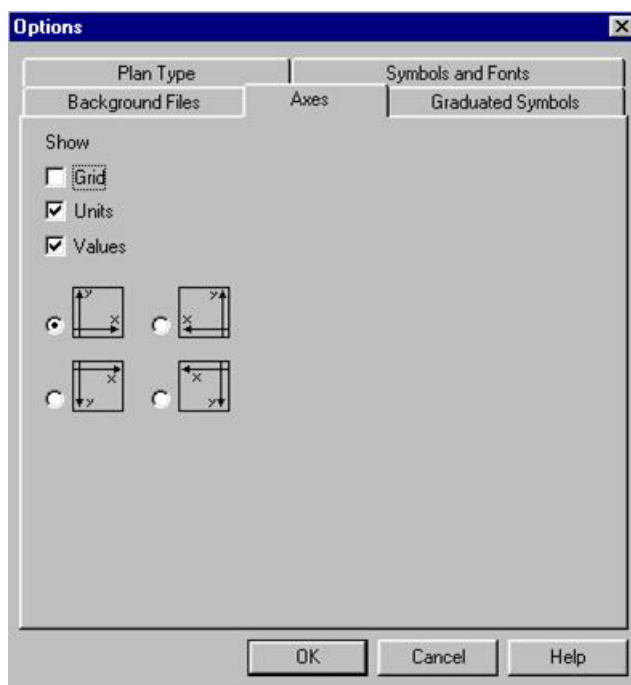 Options
Plan Type Symbols and Fonts
Background Files Axes Graduated Symbols
Show
Grid
Units
Values
y x y x
x y x y
OK Cancel Help